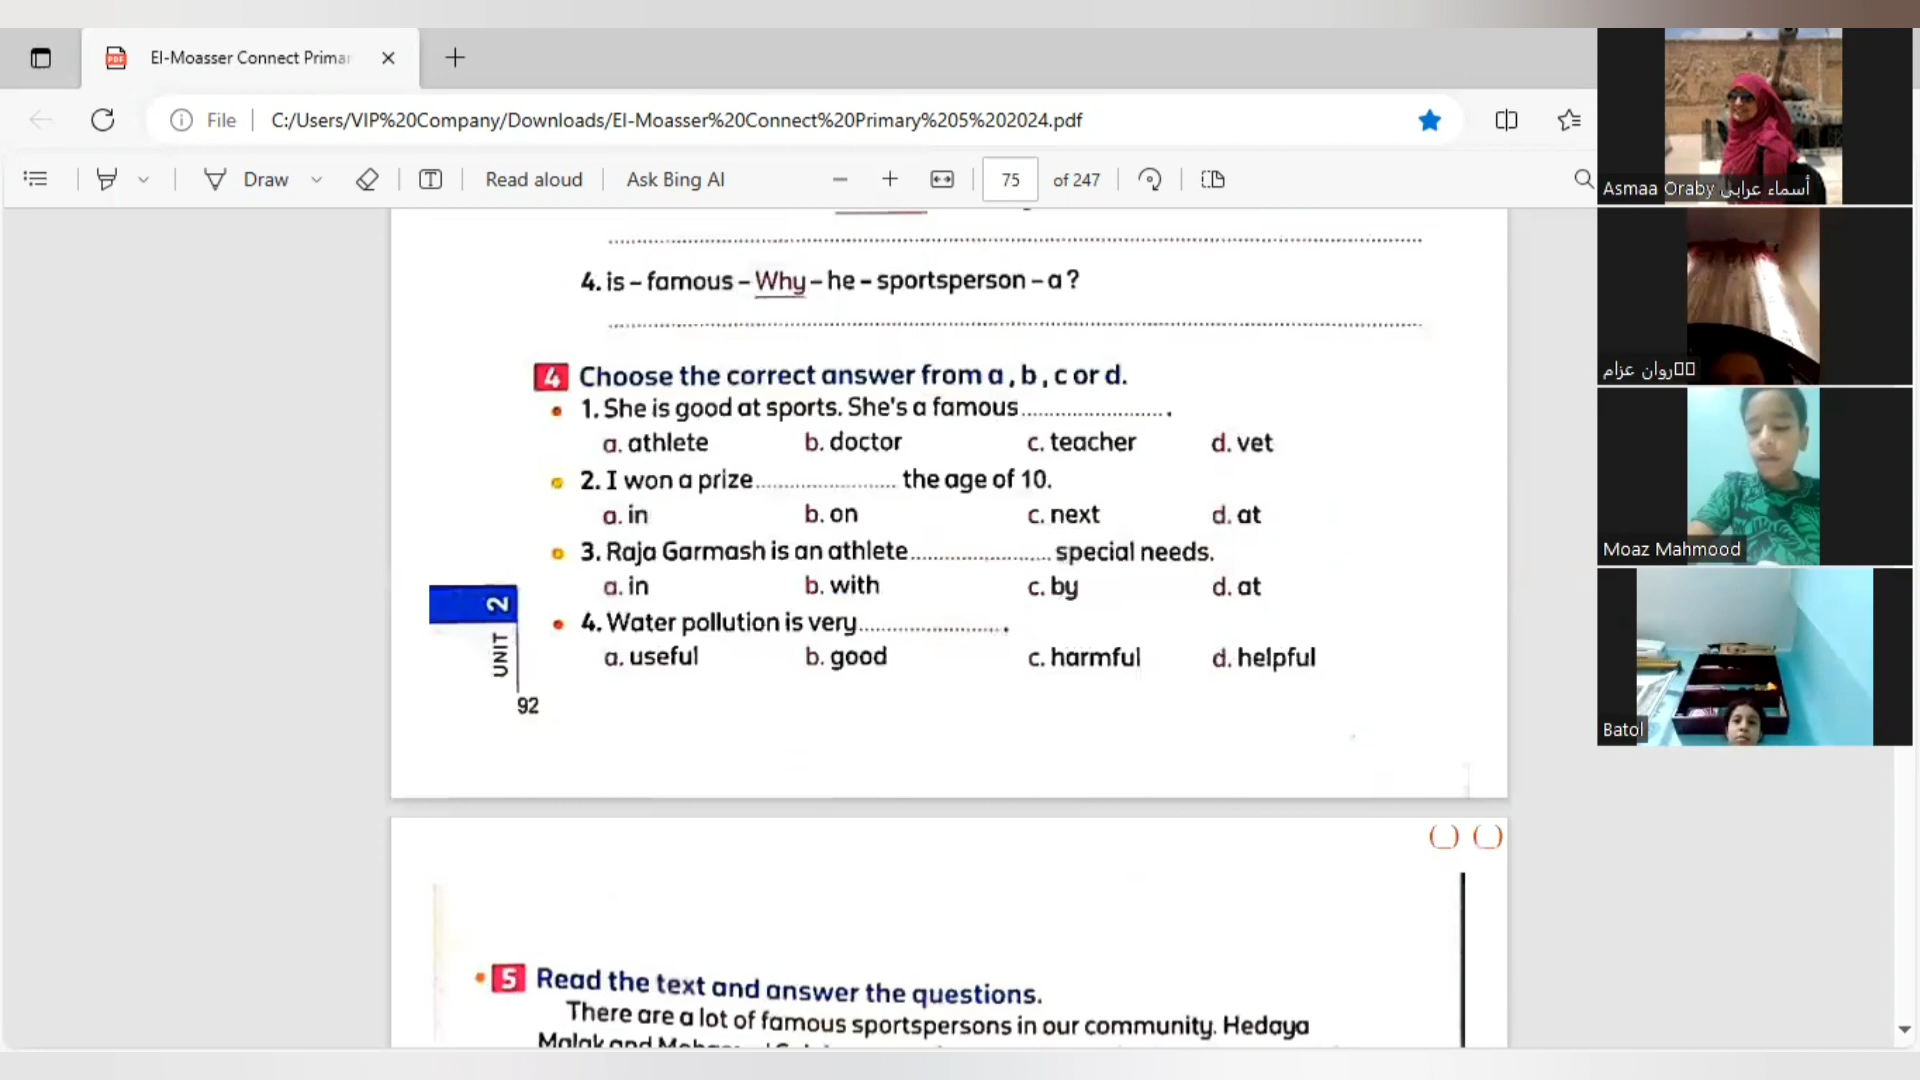 El-Moasser Connect Primar
File
C:/Users/VIP%20Company/Downloads/El-Moasser%20Connect%20Primary%205%202024.pdf
Draw
Read aloud
Ask Bing AI
75 of 247
4. is – famous – Why – he – sportsperson – a ?
4 Choose the correct answer from a , b , c or d.
1. She is good at sports. She's a famous ........................ .
a. athlete b. doctor c. teacher d. vet
2. I won a prize ........................ the age of 10.
a. in b. on c. next d. at
3. Raja Garmash is an athlete ........................ special needs.
a. in b. with c. by d. at
4. Water pollution is very ........................ .
a. useful b. good c. harmful d. helpful
UNIT 2
92
5 Read the text and answer the questions.
There are a lot of famous sportspersons in our community. Hedaya
Malak and
Asmaa Oraby أسماء عرابى
روان عزام
Moaz Mahmood
Batol